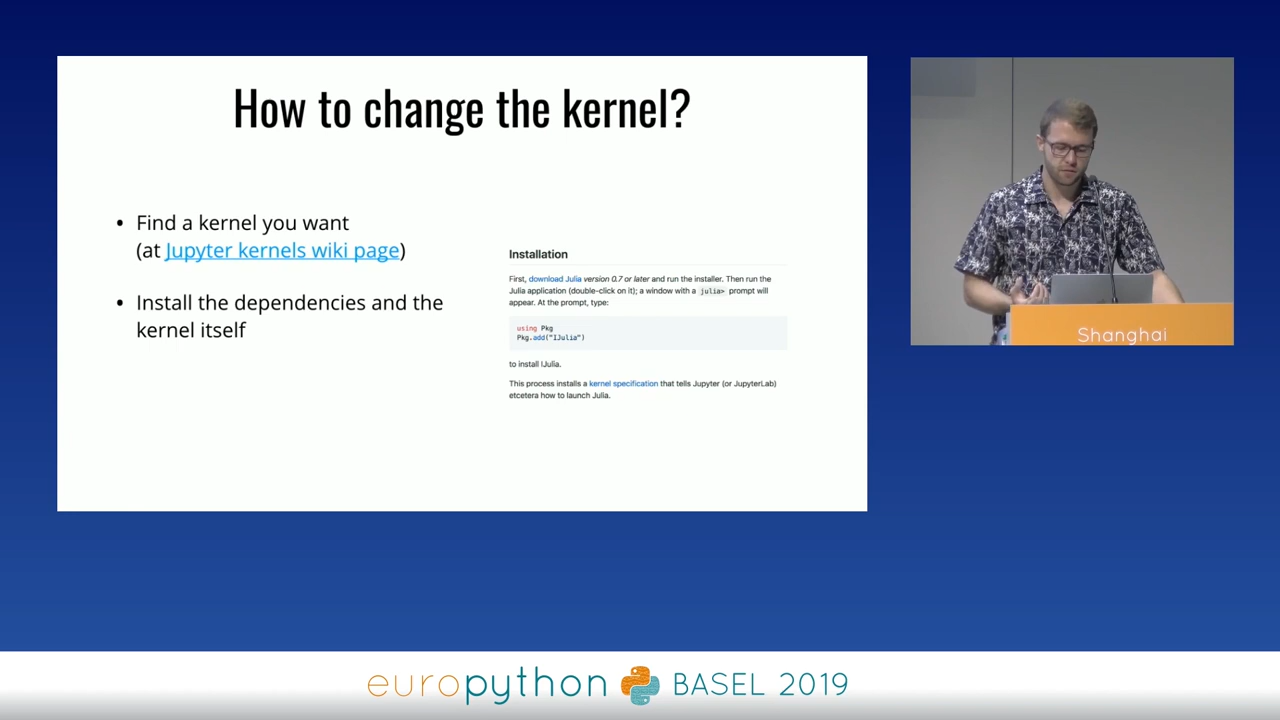 How to change the kernel?
• Find a kernel you want
(at Jupyter kernels wiki page)
• Install the dependencies and the
kernel itself
Installation
First, download Julia version 0.7 or later and run the installer. Then run the
Julia application (double-click on it); a window with a julia> prompt will
appear. At the prompt, type:
using Pkg
Pkg.add("IJulia")
to install IJulia.
This process installs a kernel specification that tells Jupyter (or JupyterLab)
etcetera how to launch Julia.
Shanghai
europython BASEL 2019